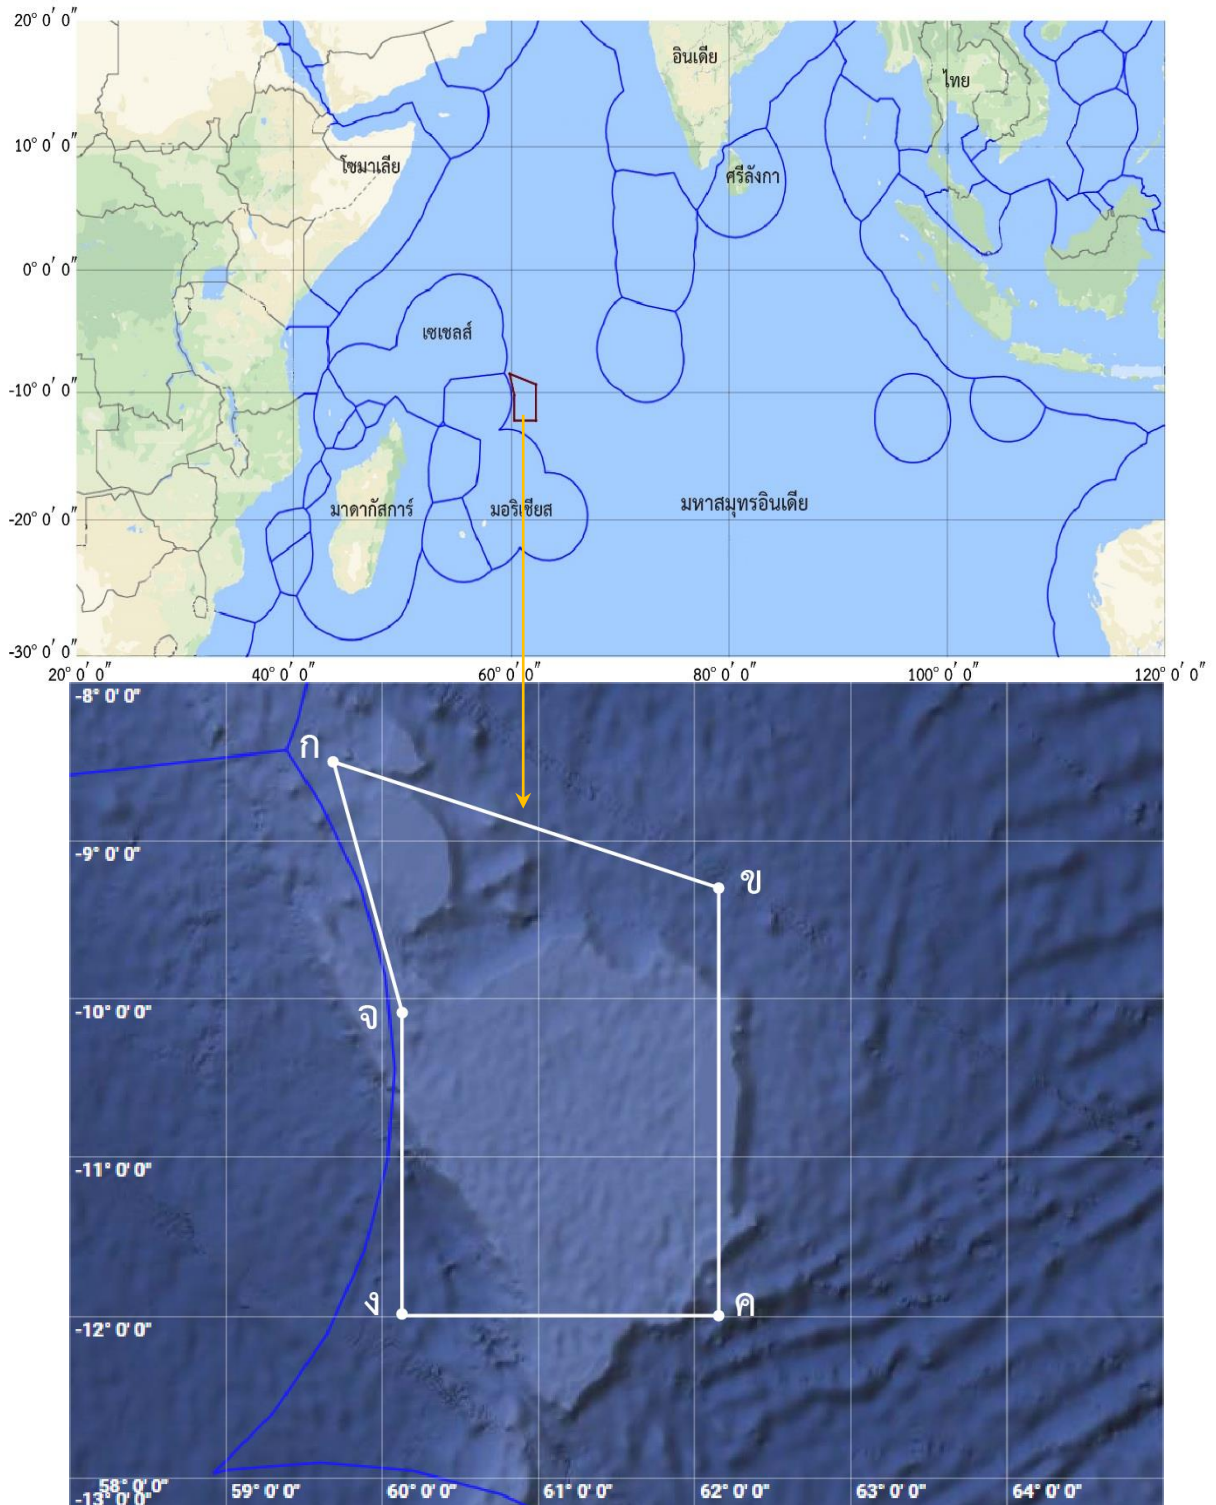 20° 0' 0"
10° 0' 0"
0° 0' 0"
-10° 0' 0"
-20° 0' 0"
-30° 0' 0"
อินเดีย
ไทย
โซมาเลีย
ศรีลังกา
เซเชลส์
มาดากัสการ์
มอริเชียส
มหาสมุทรอินเดีย
20° 0' 0" 40° 0' 0" 60° 0' 0" 80° 0' 0" 100° 0' 0" 120° 0' 0"
-8° 0' 0"
ก
-9° 0' 0"
ข
-10° 0' 0"
จ
-11° 0' 0"
ง
ค
-12° 0' 0"
58° 0' 0" 59° 0' 0" 60° 0' 0" 61° 0' 0" 62° 0' 0" 63° 0' 0" 64° 0' 0"
-13° 0' 0"